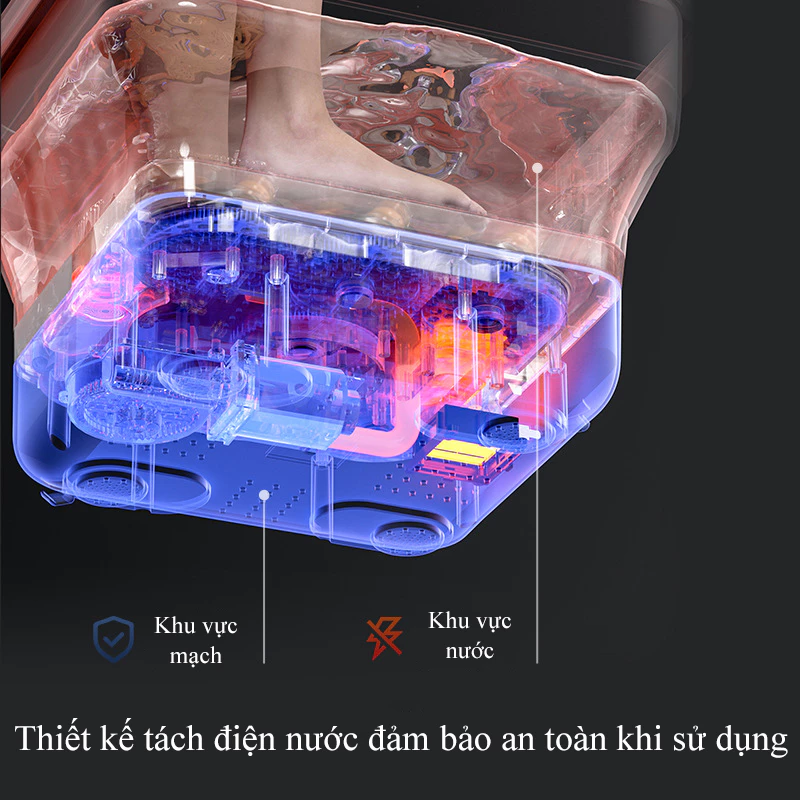 Khu vực
mạch
Khu vực
nước
Thiết kế tách điện nước đảm bảo an toàn khi sử dụng